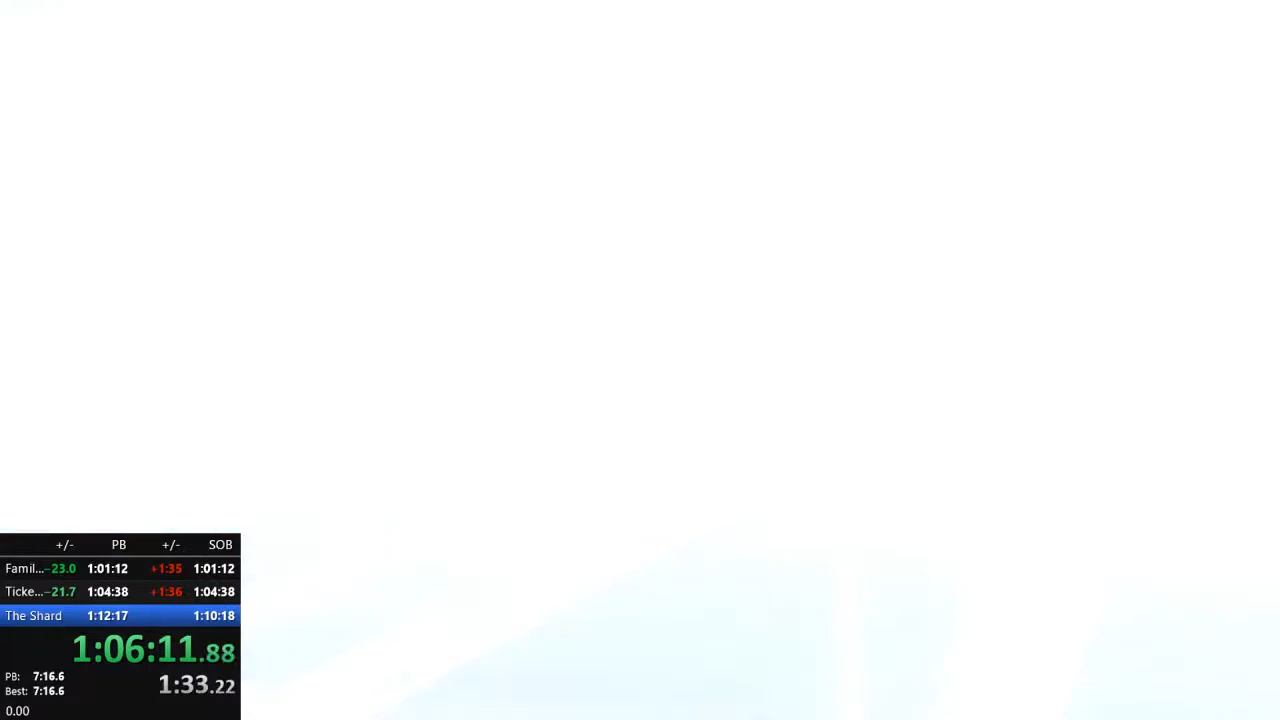 +/- PB +/- SOB
Famil... −23.0 1:01:12 +1:35 1:01:12
Ticke... −21.7 1:04:38 +1:36 1:04:38
The Shard 1:12:17 1:10:18
1:06:11.88
PB: 7:16.6
1:33.22
Best: 7:16.6
0.00